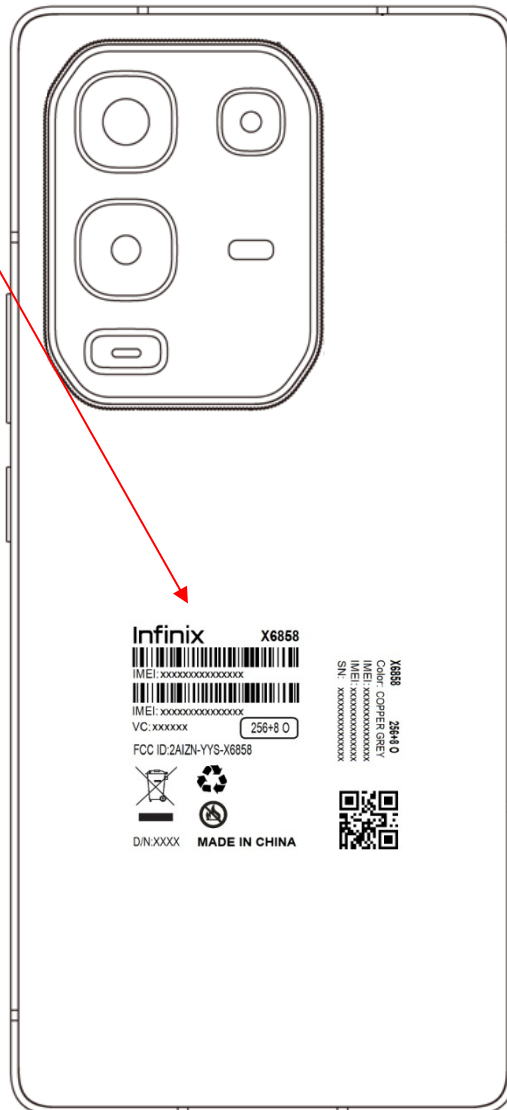 Infinix X6858
IMEI: xxxxxxxxxxxxxxx
IMEI: xxxxxxxxxxxxxxx
VC: xxxxxx 256+8 O
FCC ID:2AIZN-YYS-X6858
D/N:XXXX MADE IN CHINA
X6858 256+8 O
Color: COPPER GREY
IMEI: xxxxxxxxxxxxxxx
IMEI: xxxxxxxxxxxxxxx
SN: xxxxxxxxxxxxxxx